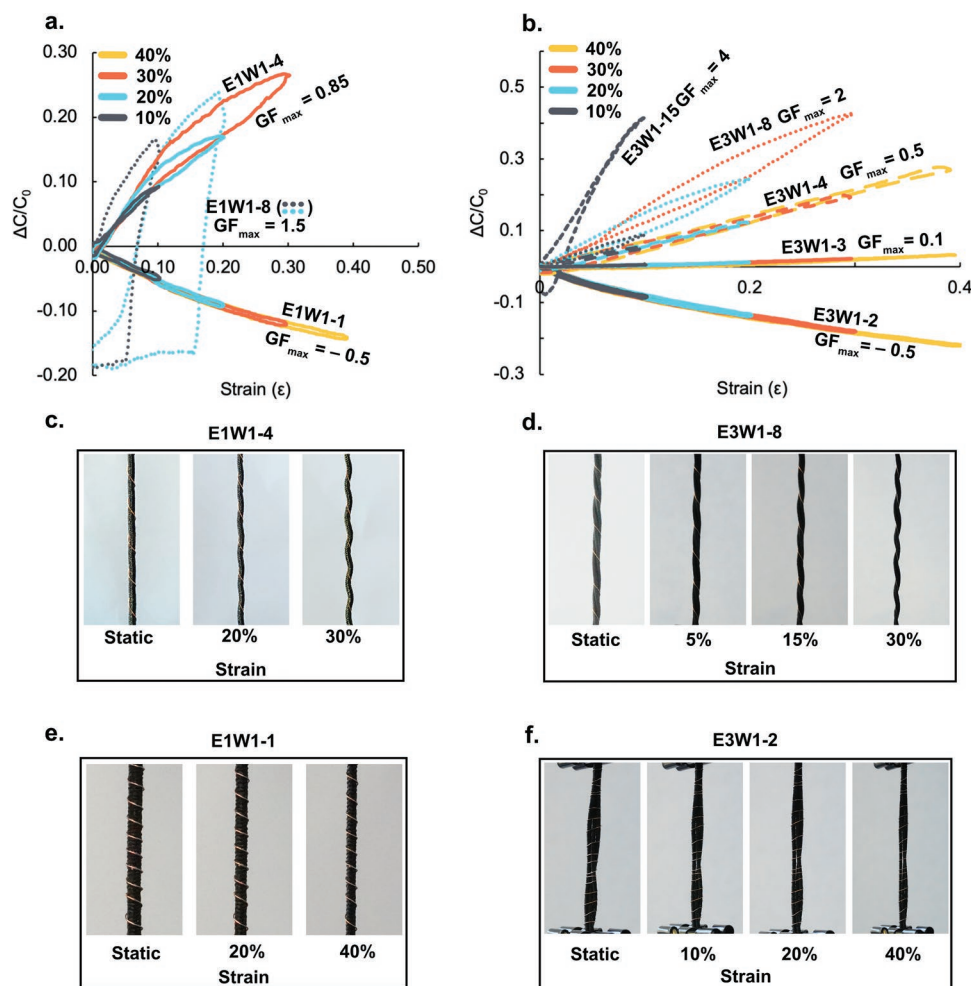 a.
ΔC/C0
0.30
0.20
0.10
0.00
-0.10
-0.20
0.00 0.10 0.20 0.30 0.40 0.50
Strain (ε)
40%
30%
20%
10%
E1W1-4
GF max = 0.85
E1W1-8 ( )
GFmax = 1.5
E1W1-1
GFmax = – 0.5
b.
ΔC/C0
0.5
0.3
0.1
-0.1
-0.3
0 0.2 0.4
Strain (ε)
40%
30%
20%
10%
E3W1-15 GFmax = 4
E3W1-8 GFmax = 2
E3W1-4 GFmax = 0.5
E3W1-3 GFmax = 0.1
E3W1-2
GFmax = – 0.5
c.
E1W1-4
Static 20% 30%
Strain
d.
E3W1-8
Static 5% 15% 30%
Strain
e.
E1W1-1
Static 20% 40%
Strain
f.
E3W1-2
Static 10% 20% 40%
Strain